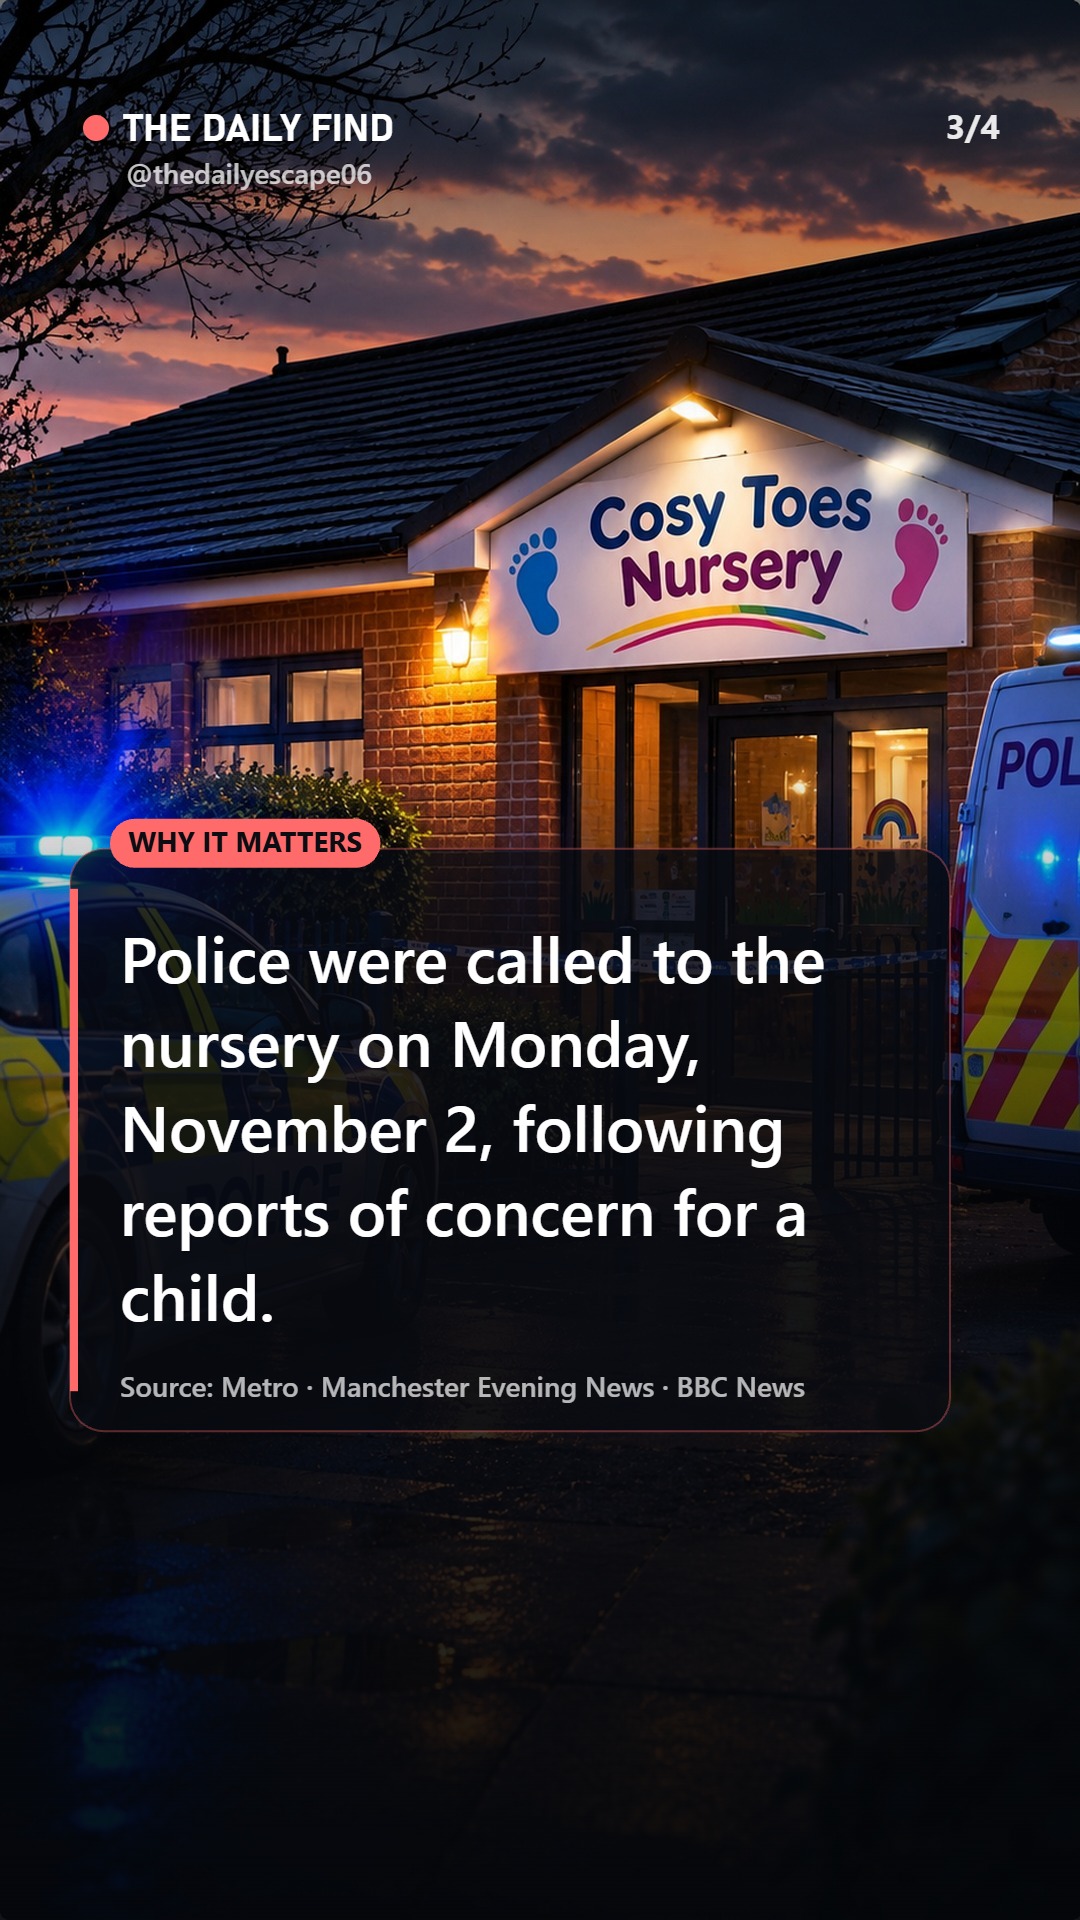 THE DAILY FIND
3/4
@thedailyescape06
Cosy Toes
Nursery
POL
WHY IT MATTERS
Police were called to the
nursery on Monday,
November 2, following
reports of concern for a
child.
POLICE
Source: Metro · Manchester Evening News · BBC News